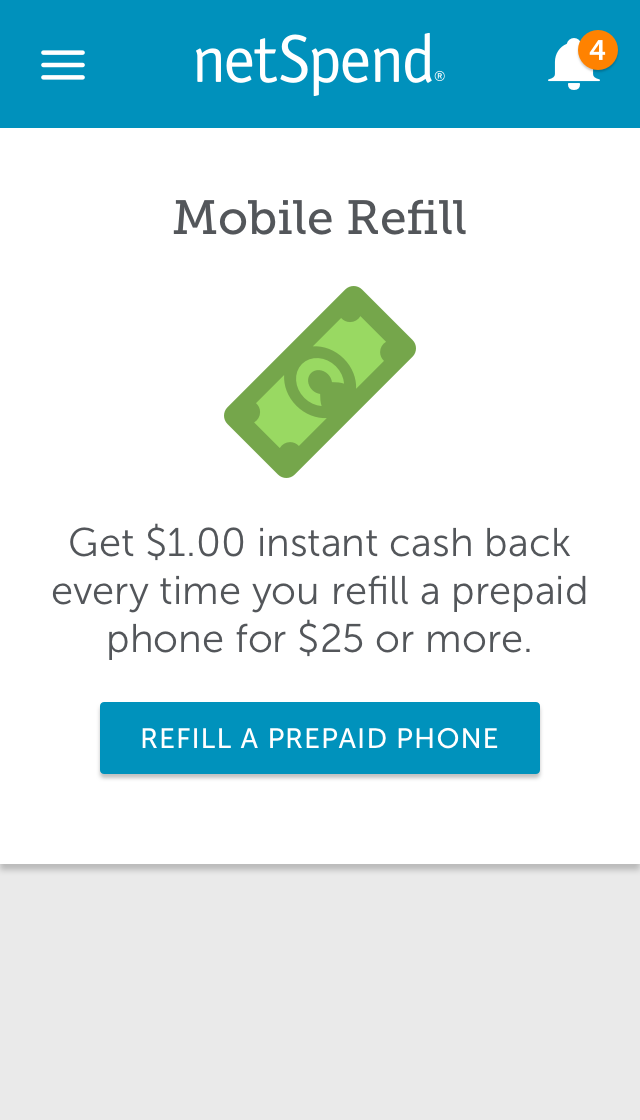 netSpend®
4
Mobile Refill
Get $1.00 instant cash back
every time you refill a prepaid
phone for $25 or more.
REFILL A PREPAID PHONE